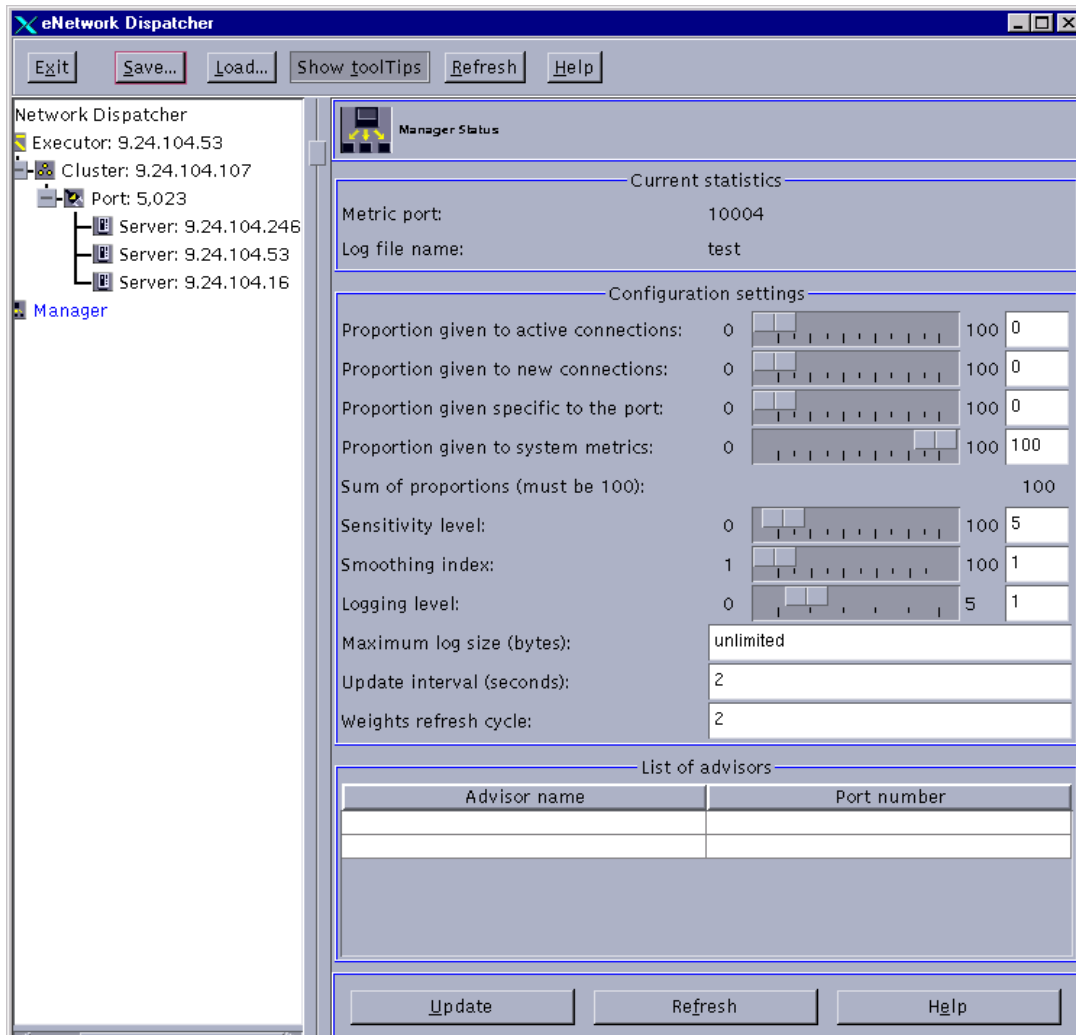 eNetwork Dispatcher
Exit Save... Load... Show toolTips Refresh Help
Network Dispatcher
Executor: 9.24.104.53
Cluster: 9.24.104.107
Port: 5,023
Server: 9.24.104.246
Server: 9.24.104.53
Server: 9.24.104.16
Manager
Manager Status
Current statistics
Metric port: 10004
Log file name: test
Configuration settings
Proportion given to active connections: 0 100 0
Proportion given to new connections: 0 100 0
Proportion given specific to the port: 0 100 0
Proportion given to system metrics: 0 100 100
Sum of proportions (must be 100): 100
Sensitivity level: 0 100 5
Smoothing index: 1 100 1
Logging level: 0 5 1
Maximum log size (bytes): unlimited
Update interval (seconds): 2
Weights refresh cycle: 2
List of advisors
Advisor name Port number
Update Refresh Help